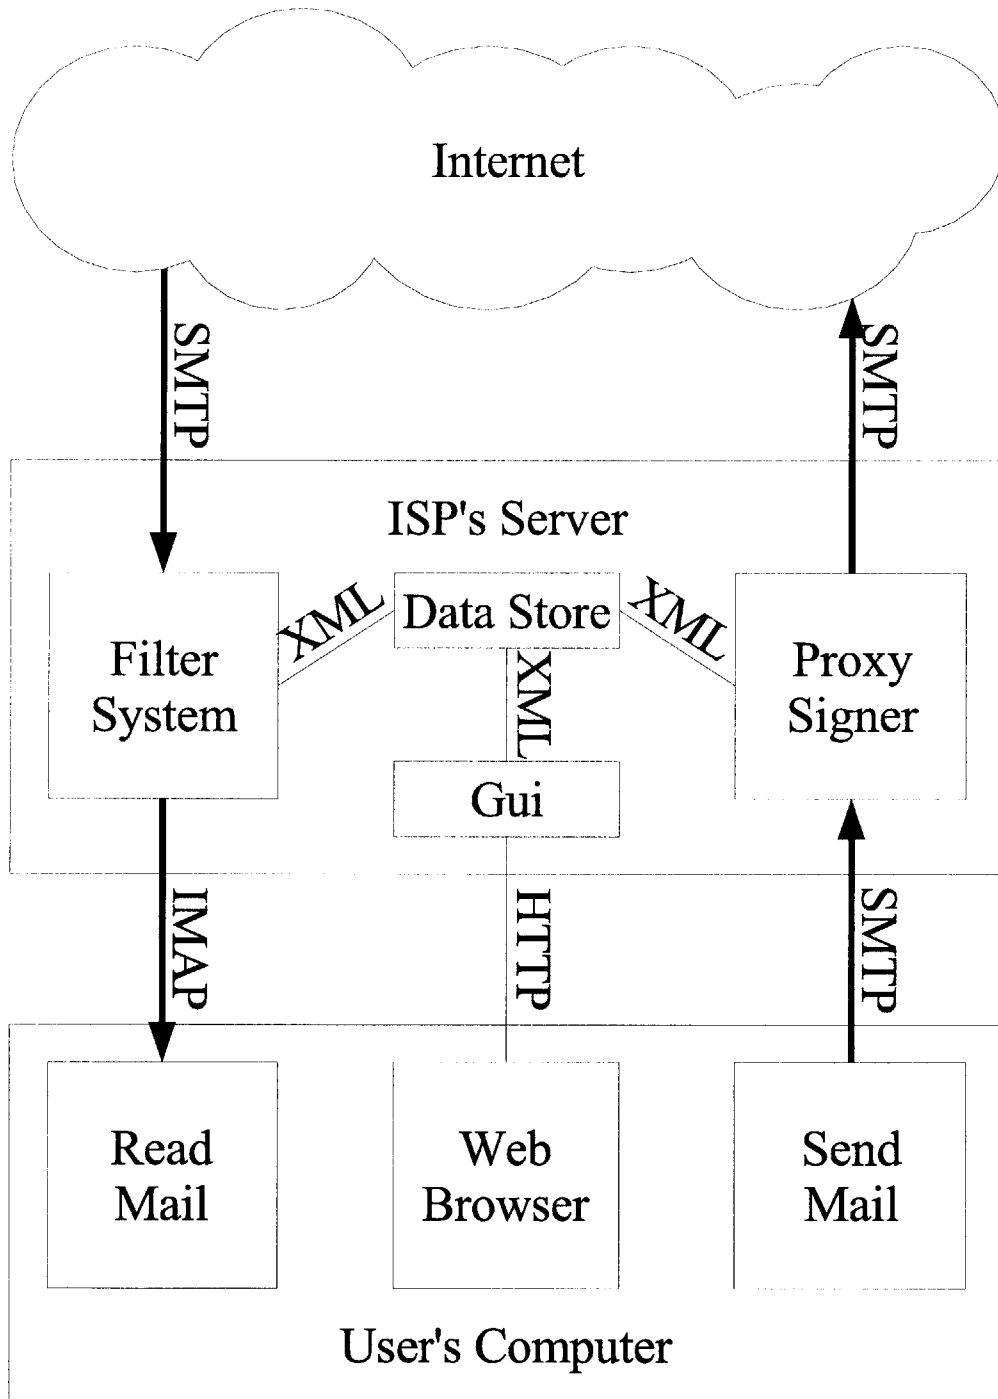 Internet
SMTP
SMTP
ISP's Server
Filter
System
XML
Data Store
XML
Proxy
Signer
XML
Gui
IMAP
HTTP
SMTP
Read
Mail
Web
Browser
Send
Mail
User's Computer